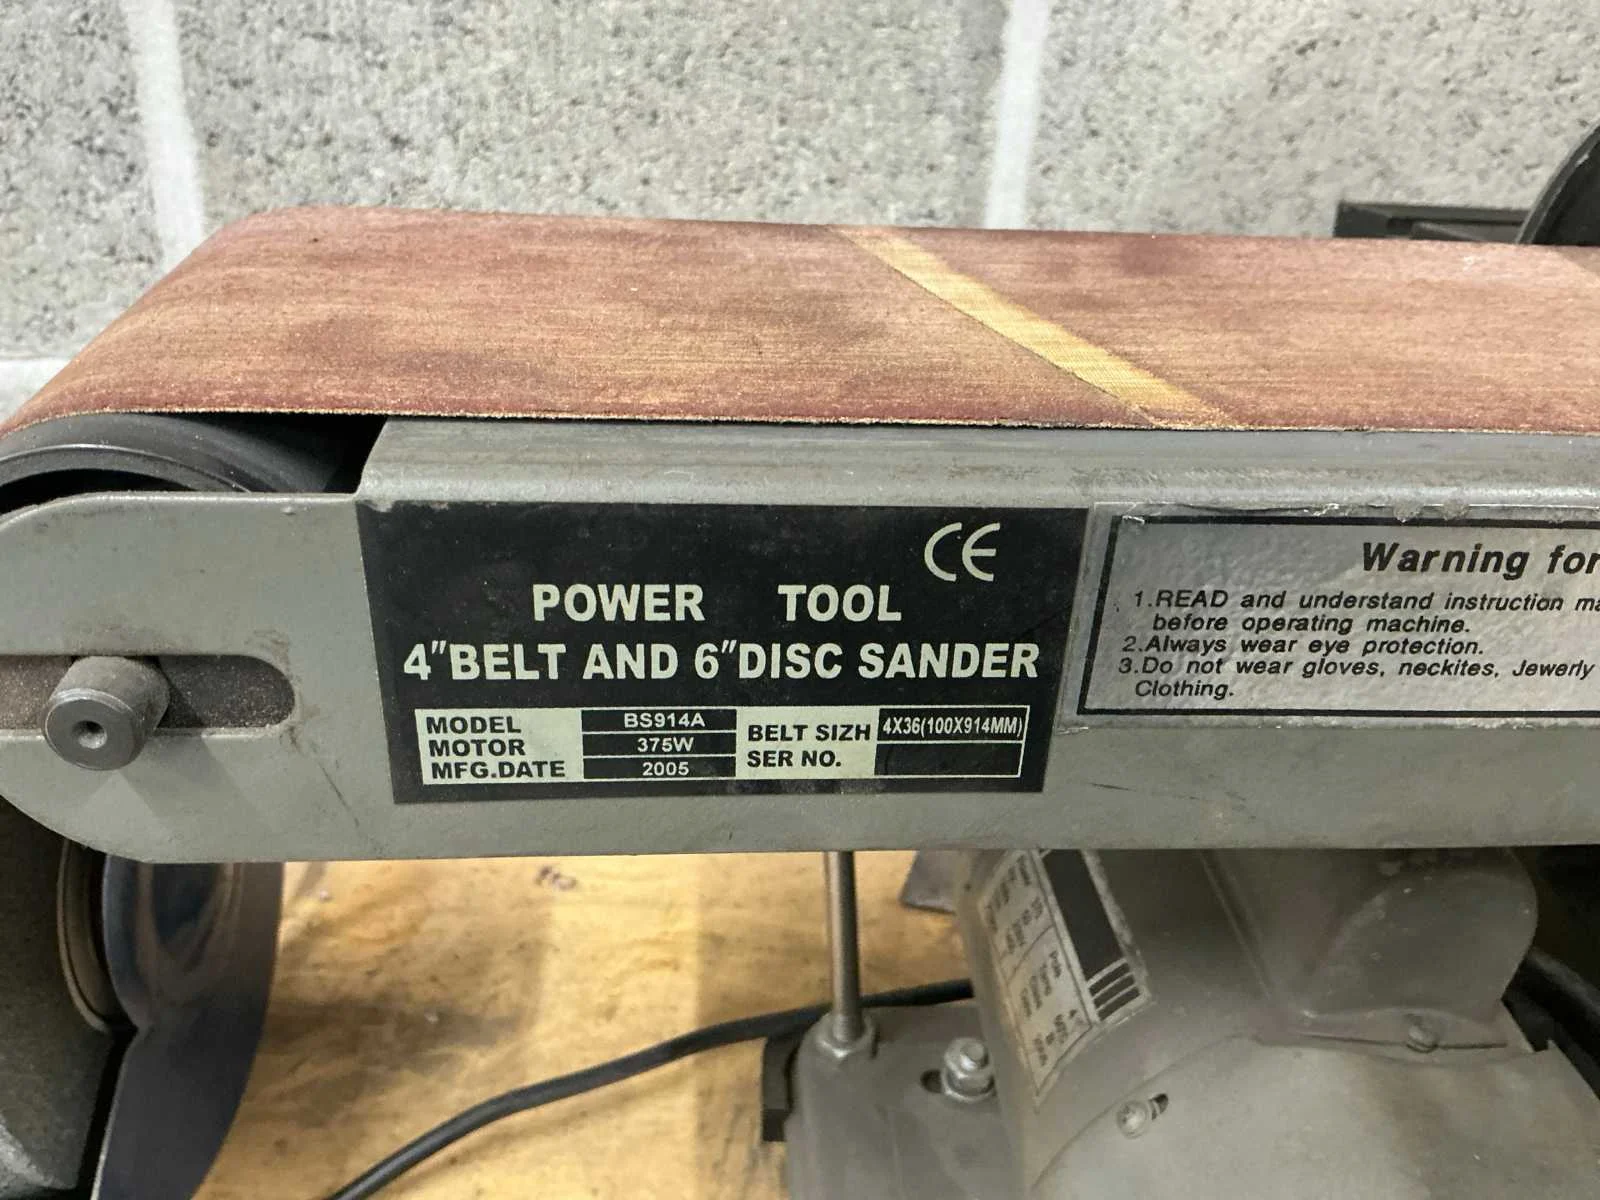 CE
POWER TOOL
4"BELT AND 6"DISC SANDER
MODEL BS914A
MOTOR 375W
MFG.DATE 2005
BELT SIZH 4X36(100X914MM)
SER NO.
Warning for
1.READ and understand instruction
before operating machine.
2.Always wear eye protection.
3.Do not wear gloves, neckites, Jewerly
Clothing.